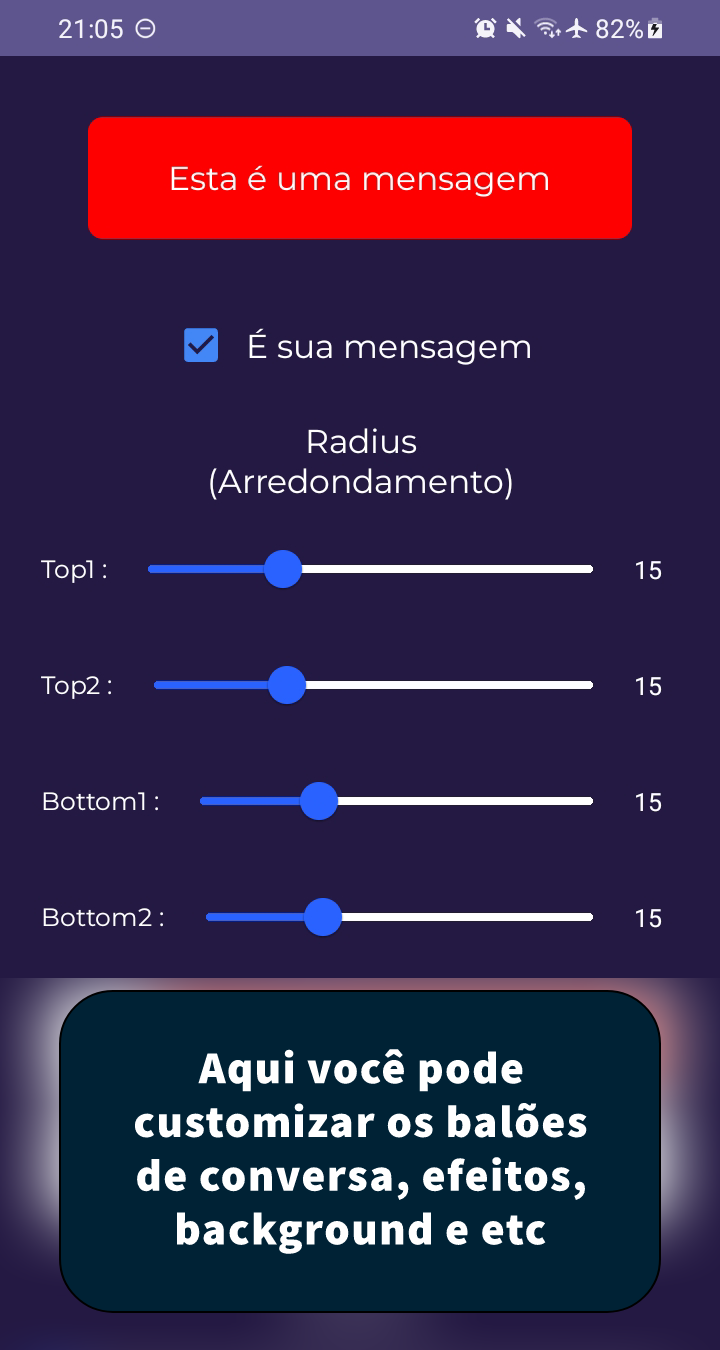 21:05
82%
Esta é uma mensagem
É sua mensagem
Radius
(Arredondamento)
Top1 : 15
Top2 : 15
Bottom1 : 15
Bottom2 : 15
Aqui você pode
customizar os balões
de conversa, efeitos,
background e etc